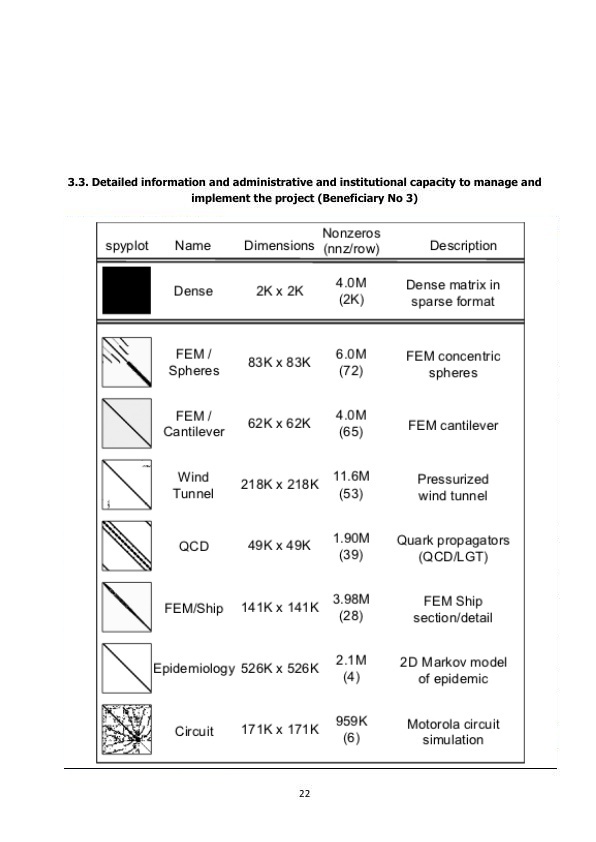 3.3. Detailed information and administrative and institutional capacity to manage and
implement the project (Beneficiary No 3)
spyplot Name Dimensions Nonzeros (nnz/row) Description
Dense 2K x 2K 4.0M (2K) Dense matrix in sparse format
FEM / Spheres 83K x 83K 6.0M (72) FEM concentric spheres
FEM / Cantilever 62K x 62K 4.0M (65) FEM cantilever
Wind Tunnel 218K x 218K 11.6M (53) Pressurized wind tunnel
QCD 49K x 49K 1.90M (39) Quark propagators (QCD/LGT)
FEM/Ship 141K x 141K 3.98M (28) FEM Ship section/detail
Epidemiology 526K x 526K 2.1M (4) 2D Markov model of epidemic
Circuit 171K x 171K 959K (6) Motorola circuit simulation
22